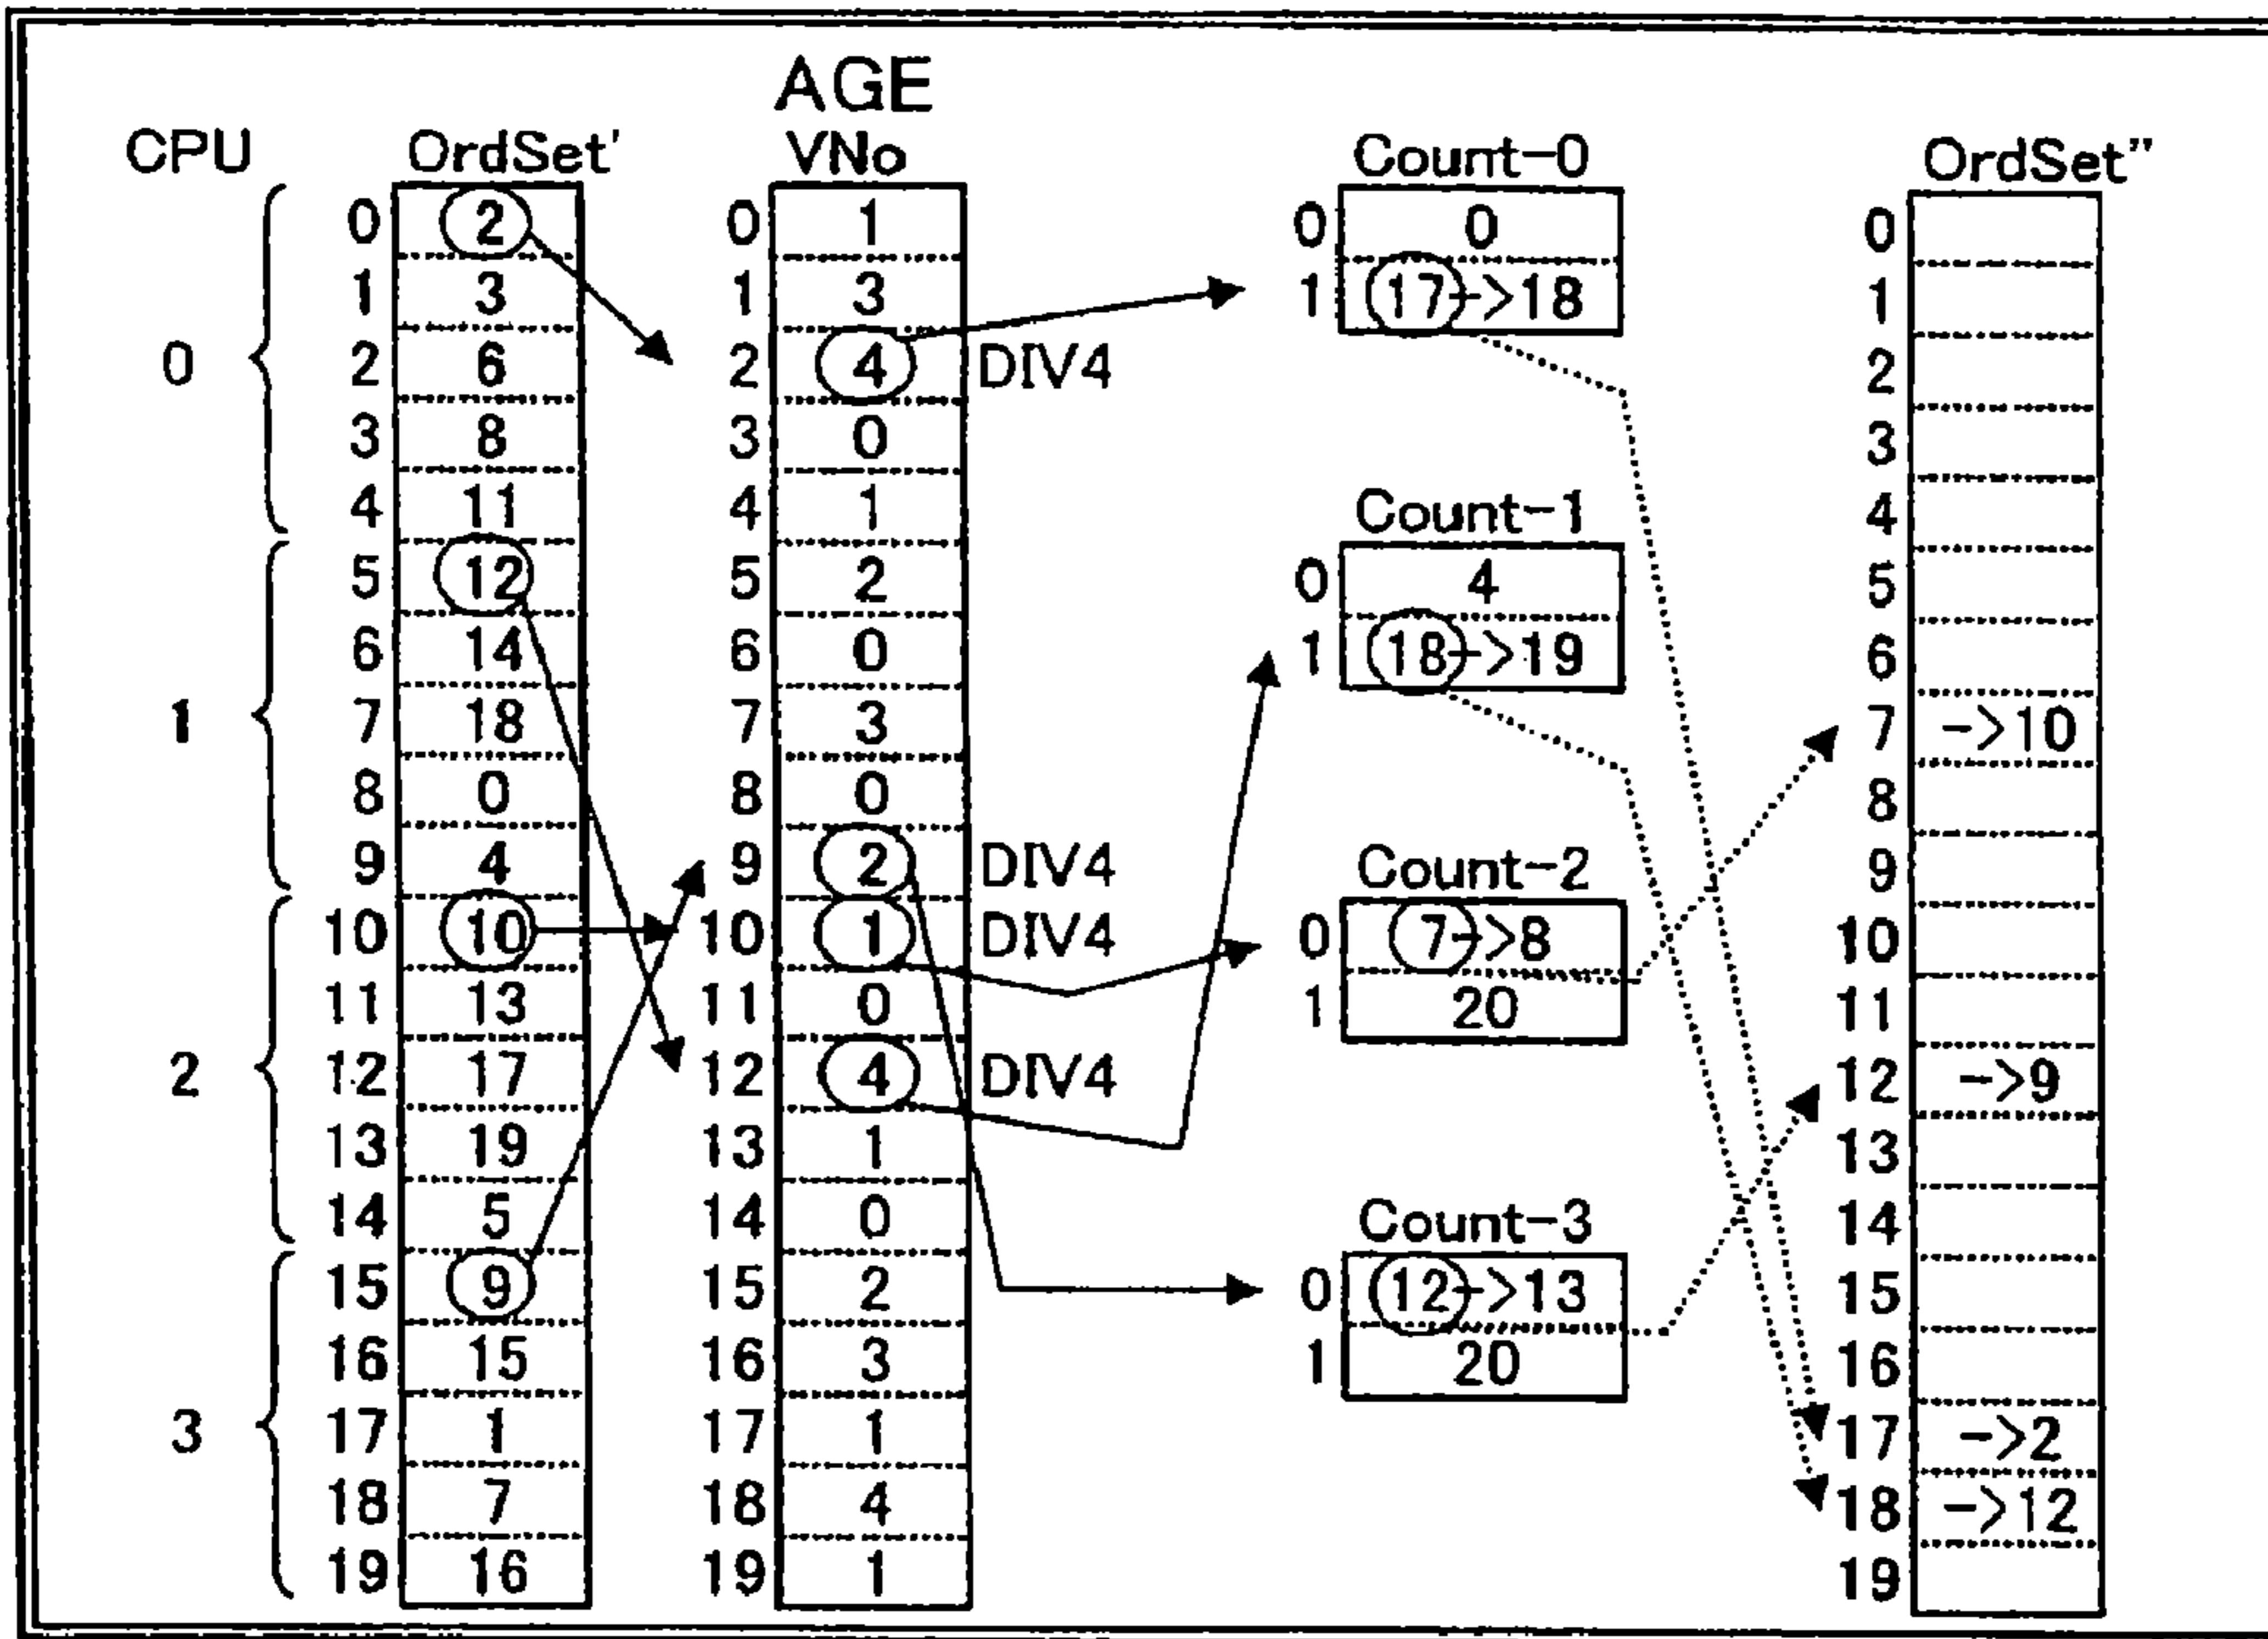 AGE
CPU OrdSet' VNo Count-0 OrdSet"
0 2 0 1 0 0 0
1 3 1 3 1 17->18 1
0 2 6 2 4 DIV4 2
3 8 3 0 3
4 11 4 1 Count-1 4
5 12 5 2 0 4 5
6 14 6 0 1 18->19 6
1 7 18 7 3 7 ->10
8 0 8 0 8
9 4 9 2 DIV4 Count-2 9
10 10 10 1 DIV4 0 7->8 10
11 13 11 0 1 20 11
2 12 17 12 4 DIV4 12 ->9
13 19 13 1 13
14 5 14 0 Count-3 14
15 9 15 2 0 12->13 15
16 15 16 3 1 20 16
3 17 1 17 1 17 ->2
18 7 18 4 18 ->12
19 16 19 1 19